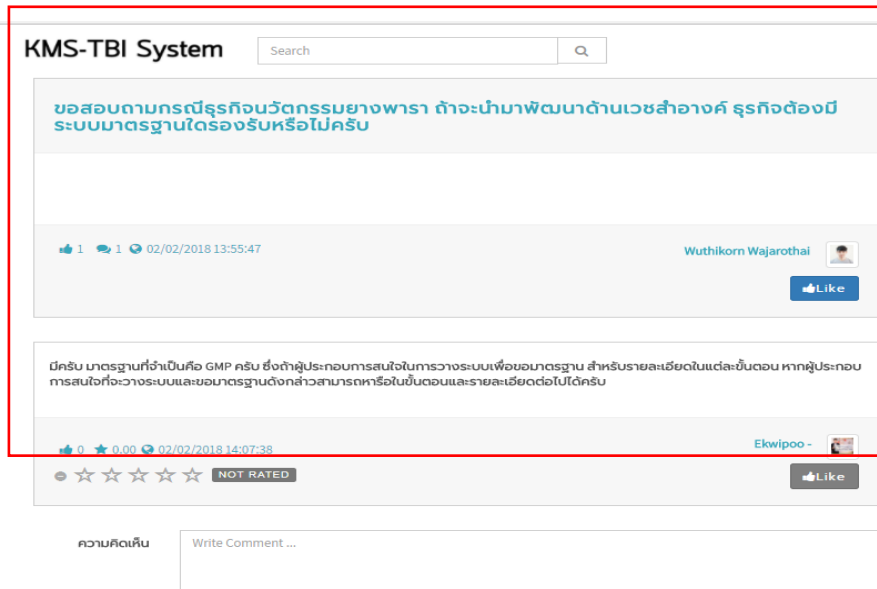 KMS-TBI System
Search
ขอสอบถามกรณีธุรกิจนวัตกรรมยางพารา ถ้าจะนำมาพัฒนาด้านเวชสำอางค์ ธุรกิจต้องมี
ระบบมาตรฐานใดรองรับหรือไม่ครับ
1 1 02/02/2018 13:55:47
Wuthikorn Wajarothai
Like
มีครับ มาตรฐานที่จำเป็นคือ GMP ครับ ซึ่งถ้าผู้ประกอบการสนใจในการวางระบบเพื่อขอมาตรฐาน สำหรับรายละเอียดในแต่ละขั้นตอน หากผู้ประกอบ
การสนใจที่จะวางระบบและขอมาตรฐานดังกล่าวสามารถหารือในขั้นตอนและรายละเอียดต่อไปได้ครับ
0 0.00 02/02/2018 14:07:38
Ekwipoo -
NOT RATED
Like
ความคิดเห็น
Write Comment ...